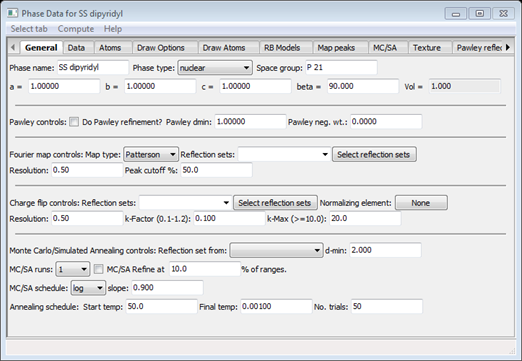 Phase Data for SS dipyridyl
Select tab Compute Help
General Data Atoms Draw Options Draw Atoms RB Models Map peaks MC/SA Texture Pawley reflec
Phase name: SS dipyridyl Phase type: nuclear Space group: P 21
a = 1.00000 b = 1.00000 c = 1.00000 beta = 90.000 Vol = 1.000
Pawley controls: Do Pawley refinement? Pawley dmin: 1.00000 Pawley neg. wt.: 0.0000
Fourier map controls: Map type: Patterson Reflection sets: Select reflection sets
Resolution: 0.50 Peak cutoff %: 50.0
Charge flip controls: Reflection sets: Select reflection sets Normalizing element: None
Resolution: 0.50 k-Factor (0.1-1.2): 0.100 k-Max (>=10.0): 20.0
Monte Carlo/Simulated Annealing controls: Reflection set from: d-min: 2.000
MC/SA runs: 1 MC/SA Refine at 10.0 % of ranges.
MC/SA schedule: log slope: 0.900
Annealing schedule: Start temp: 50.0 Final temp: 0.00100 No. trials: 50